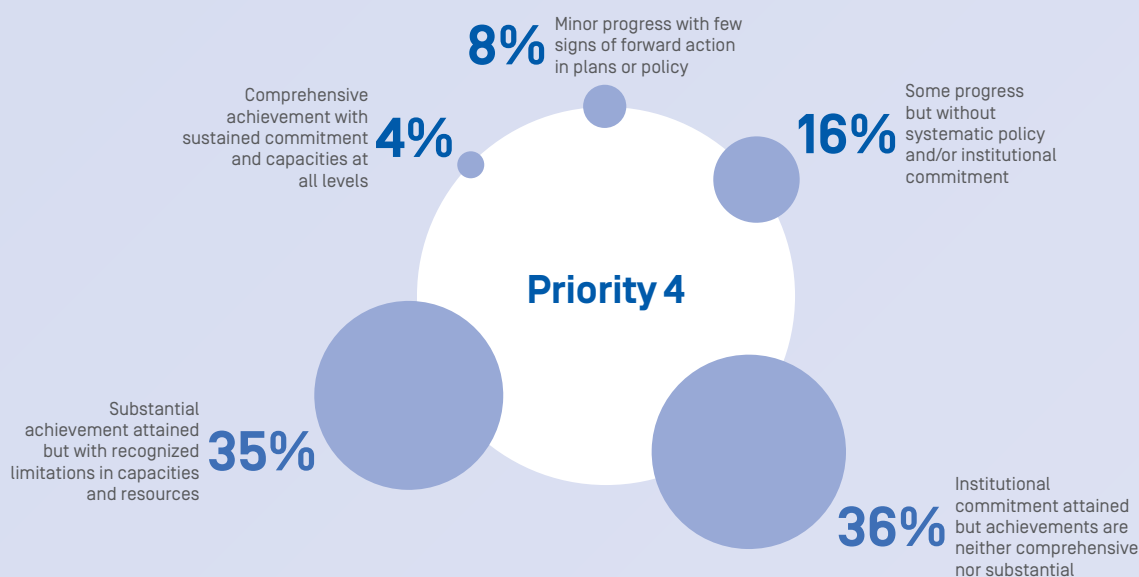 8%
Minor progress with few
signs of forward action
in plans or policy
16%
Some progress
but without
systematic policy
and/or institutional
commitment
Comprehensive
achievement with
sustained commitment
and capacities at
all levels
4%
Priority 4
Substantial
achievement attained
but with recognized
limitations in capacities
and resources
35%
36%
Institutional
commitment attained
but achievements are
neither comprehensive
nor substantial